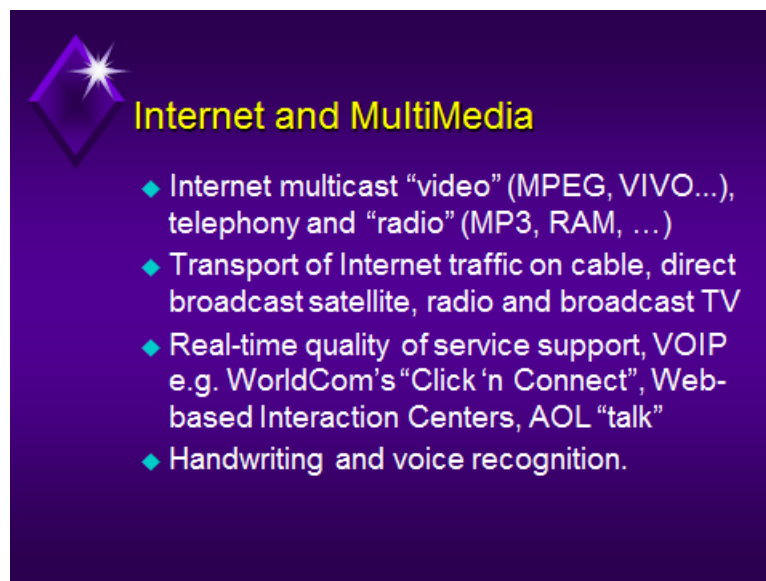 Internet and MultiMedia
Internet multicast “video” (MPEG, VIVO...),
telephony and “radio” (MP3, RAM, …)
Transport of Internet traffic on cable, direct
broadcast satellite, radio and broadcast TV
Real-time quality of service support, VOIP
e.g. WorldCom’s “Click ‘n Connect”, Web-
based Interaction Centers, AOL “talk”
Handwriting and voice recognition.